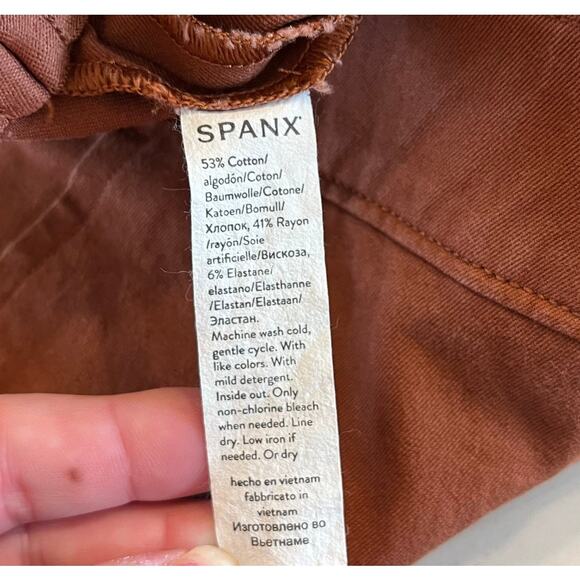 SPANX
53% Cotton/
algodón/Coton/
Baumwolle/Cotone/
Katoen/Bomull/
Хлопок, 41% Rayon
/rayón/Soie
artificielle/Вискоза,
6% Elastane/
elastano/Elasthanne
/Elastan/Elastaan/
Эластан.
Machine wash cold,
gentle cycle. With
like colors. With
mild detergent.
Inside out. Only
non-chlorine bleach
when needed. Line
dry. Low iron if
needed. Or dry
hecho en vietnam
fabbricato in
vietnam
Изготовлено во
Вьетнаме